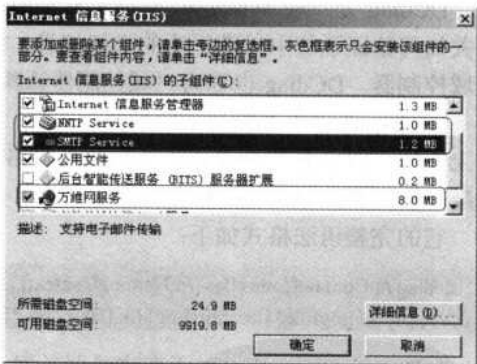 Internet 信息服务(IIS)
要添加或删除某个组件，请单击旁边的复选框。灰色框表示只会安装该组件的一
部分。要查看组件内容，请单击“详细信息”。
Internet 信息服务(IIS) 的子组件(C):
Internet 信息服务管理器 1.3 MB
NNTP Service 1.0 MB
SMTP Service 1.2 MB
公用文件 1.0 MB
后台智能传送服务 (BITS) 服务器扩展 0.2 MB
万维网服务 8.0 MB
描述: 支持电子邮件传输
所需磁盘空间: 24.9 MB
可用磁盘空间: 9919.8 MB
详细信息(D)...
确定
取消